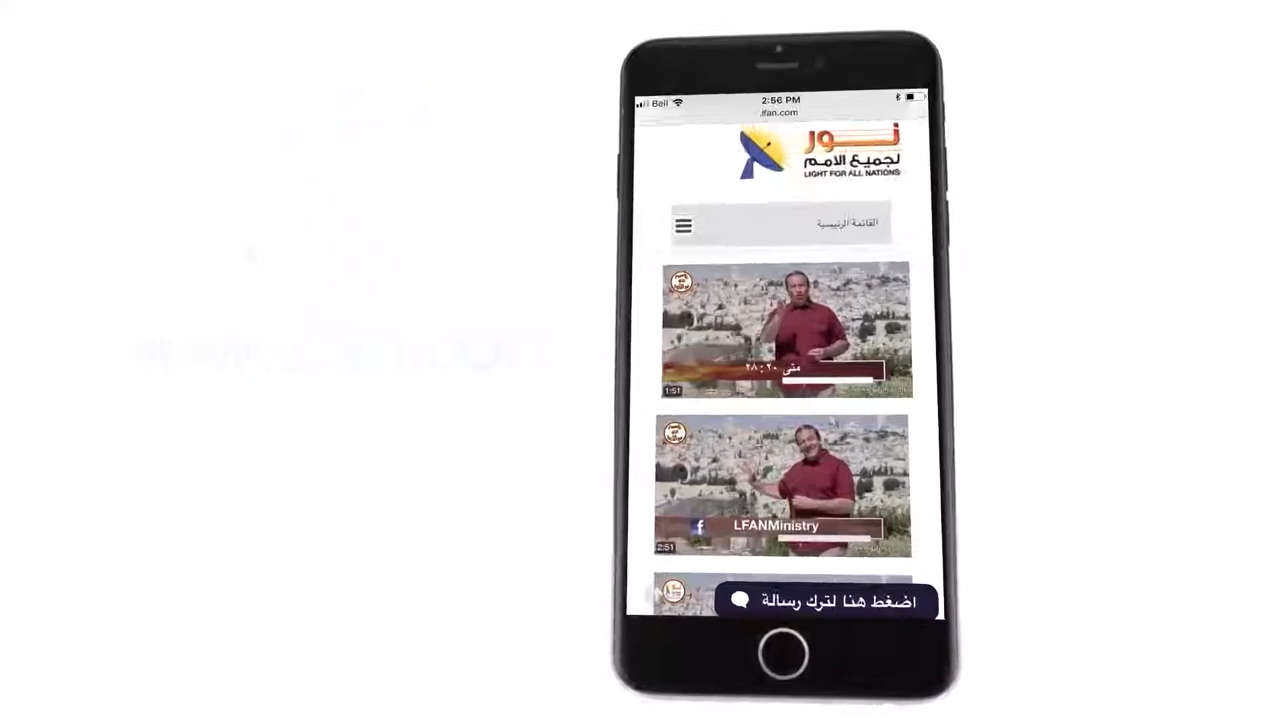 Bell
2:56 PM
lfan.com
نور
لجميع الامم
LIGHT FOR ALL NATIONS
القائمة الرئيسية
متى ٢٠ : ٢٨
1:51
LFANMinistry
2:51
اضغط هنا لترك رسالة